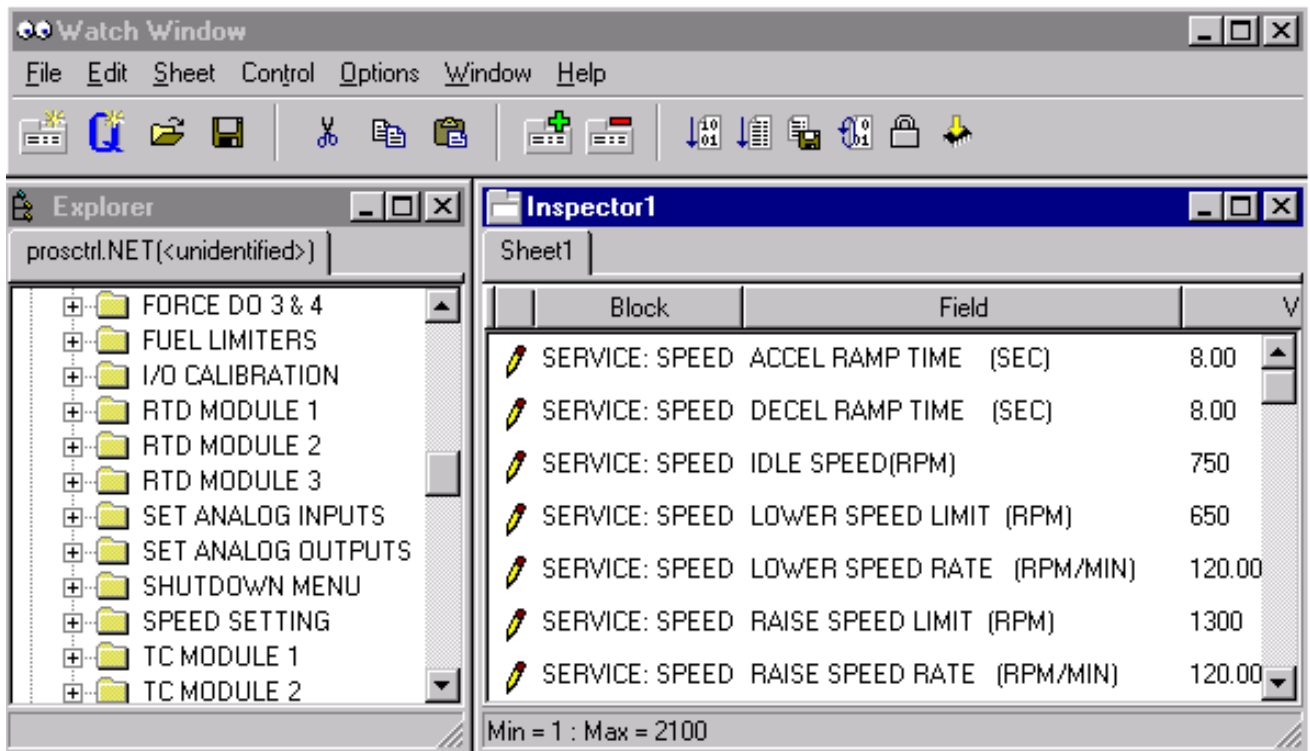 Watch Window
File Edit Sheet Control Options Window Help
Explorer
prosctrl.NET(<unidentified>)
FORCE DO 3 & 4
FUEL LIMITERS
I/O CALIBRATION
RTD MODULE 1
RTD MODULE 2
RTD MODULE 3
SET ANALOG INPUTS
SET ANALOG OUTPUTS
SHUTDOWN MENU
SPEED SETTING
TC MODULE 1
TC MODULE 2
Inspector1
Sheet1
Block Field V
SERVICE: SPEED ACCEL RAMP TIME (SEC) 8.00
SERVICE: SPEED DECEL RAMP TIME (SEC) 8.00
SERVICE: SPEED IDLE SPEED(RPM) 750
SERVICE: SPEED LOWER SPEED LIMIT (RPM) 650
SERVICE: SPEED LOWER SPEED RATE (RPM/MIN) 120.00
SERVICE: SPEED RAISE SPEED LIMIT (RPM) 1300
SERVICE: SPEED RAISE SPEED RATE (RPM/MIN) 120.00
Min = 1 : Max = 2100